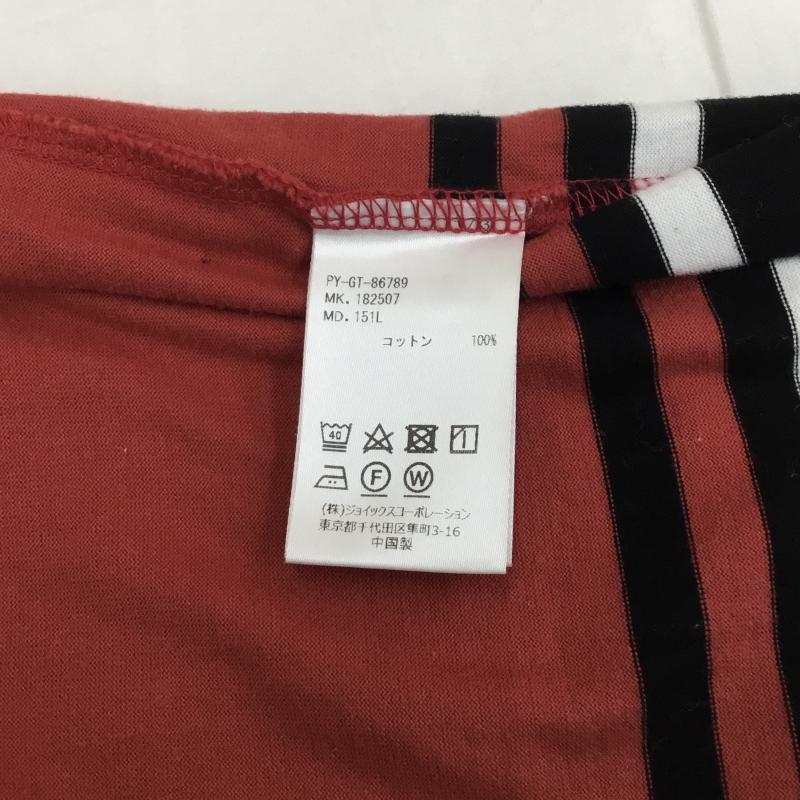 PY-GT-86789
MK. 182507
MD. 151L
コットン 100%
40
F W
(株)ジョイックスコーポレーション
東京都千代田区隼町3-16
中国製